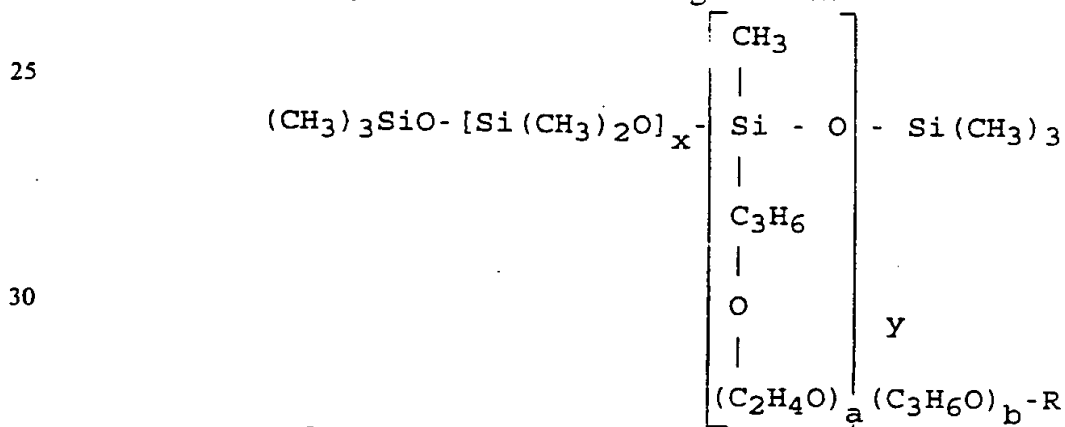 25
CH3
(CH3)3SiO-[Si(CH3)2O]x-[Si - O]-Si(CH3)3
C3H6
30
O
y
(C2H4O)a(C3H6O)b-R